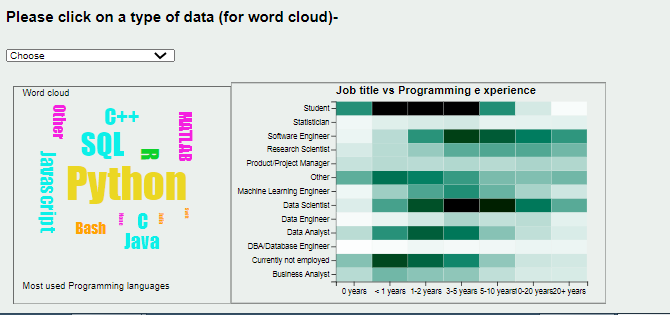 Please click on a type of data (for word cloud)-
Choose
Word cloud
Other
C++
MATLAB
SQL
R
Javascript
Python
Bash
None
C
Julia
Swift
Java
Most used Programming languages
Job title vs Programming e xperience
Student
Statistician
Software Engineer
Research Scientist
Product/Project Manager
Other
Machine Learning Engineer
Data Scientist
Data Engineer
Data Analyst
DBA/Database Engineer
Currently not employed
Business Analyst
0 years < 1 years 1-2 years 3-5 years 5-10 years 10-20 years 20+ years